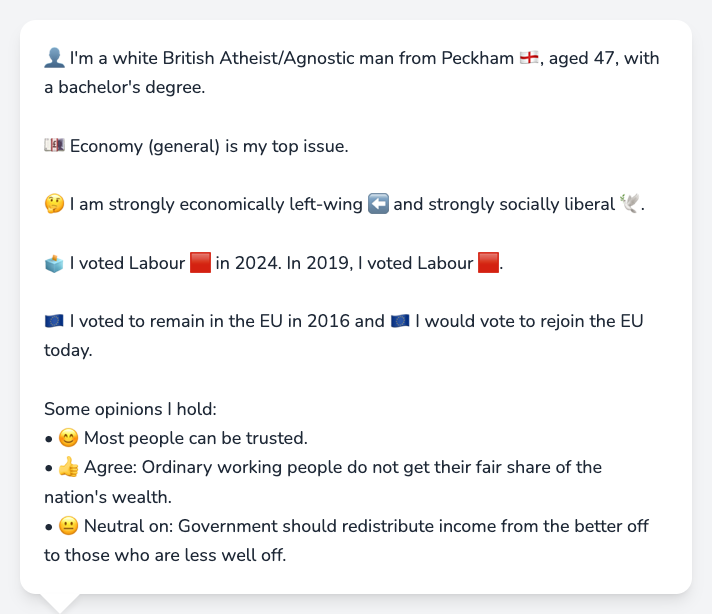 👤 I'm a white British Atheist/Agnostic man from Peckham 🏴󠁧󠁢󠁥󠁮󠁧󠁿, aged 47, with
a bachelor's degree.
💷 Economy (general) is my top issue.
🤔 I am strongly economically left-wing ⬅️ and strongly socially liberal 🕊️.
🗳️ I voted Labour 🟥 in 2024. In 2019, I voted Labour 🟥.
🇪🇺 I voted to remain in the EU in 2016 and 🇪🇺 I would vote to rejoin the EU
today.
Some opinions I hold:
• 😊 Most people can be trusted.
• 👍 Agree: Ordinary working people do not get their fair share of the
nation's wealth.
• 😐 Neutral on: Government should redistribute income from the better off
to those who are less well off.